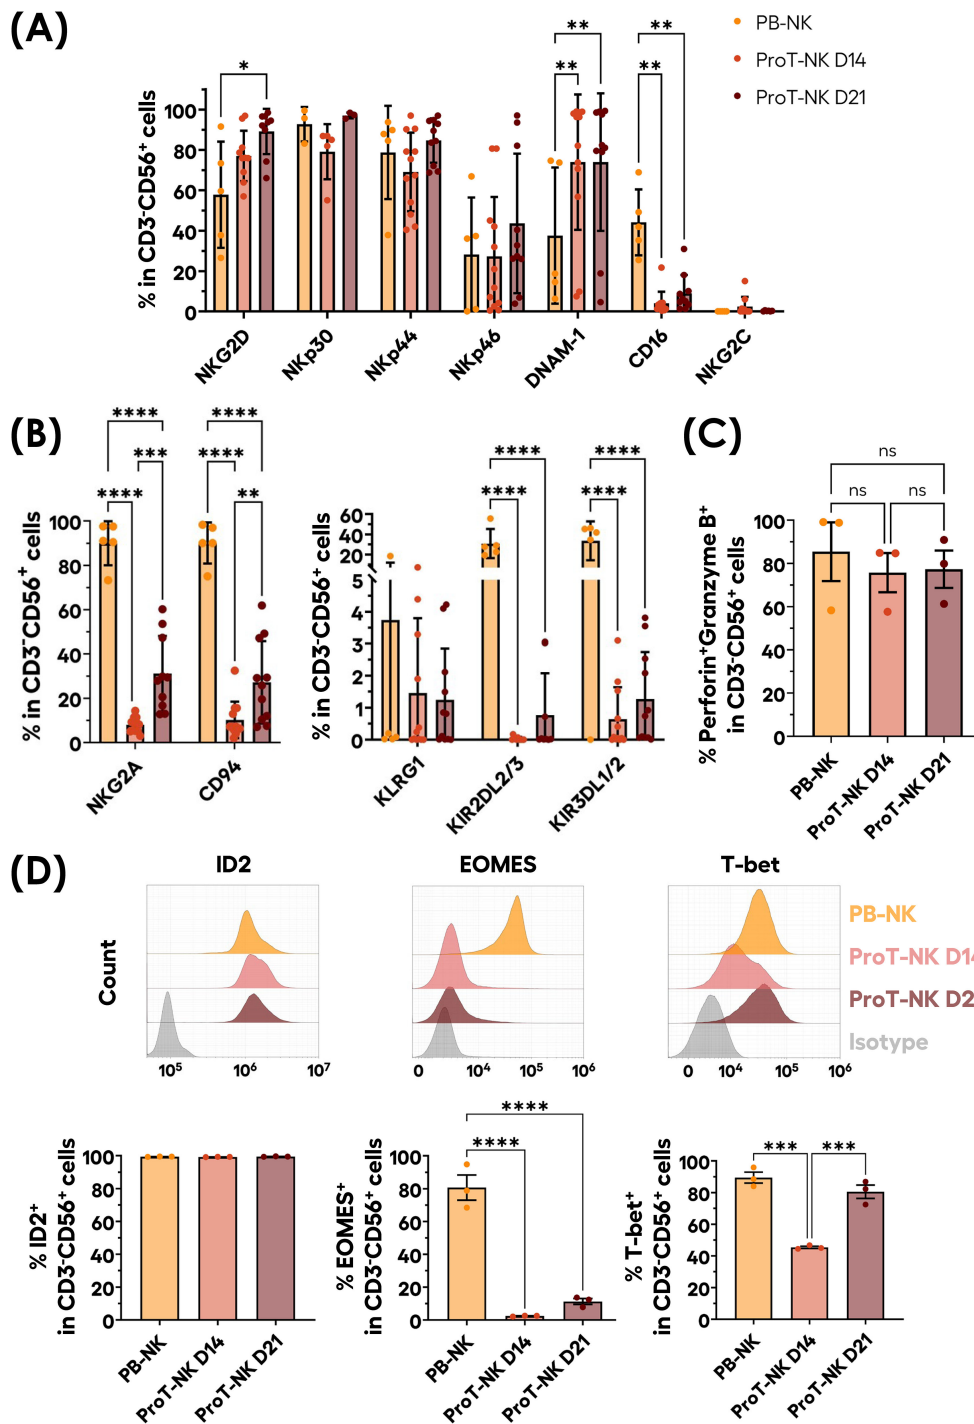 (A)
PB-NK
ProT-NK D14
ProT-NK D21
% in CD3-CD56+ cells
100
80
60
40
20
0
*
**
**
**
**
NKG2D
NKp30
NKp44
NKp46
DNAM-1
CD16
NKG2C
(B)
% in CD3-CD56+ cells
100
80
60
40
20
0
****
***
****
****
****
**
NKG2A
CD94
% in CD3-CD56+ cells
60
40
20
5
4
3
2
1
0
****
****
****
****
KLRG1
KIR2DL2/3
KIR3DL1/2
(C)
% Perforin+Granzyme B+
in CD3-CD56+ cells
100
80
60
40
20
0
ns
ns
ns
PB-NK
ProT-NK D14
ProT-NK D21
(D)
ID2
EOMES
T-bet
Count
PB-NK
ProT-NK D14
ProT-NK D2
Isotype
10⁵
10⁶
10⁷
0
10⁴
10⁵
10⁶
0
10⁴
10⁵
10⁶
% ID2+
in CD3-CD56+ cells
100
80
60
40
20
0
PB-NK
ProT-NK D14
ProT-NK D21
% EOMES+
in CD3-CD56+ cells
100
80
60
40
20
0
****
****
PB-NK
ProT-NK D14
ProT-NK D21
% T-bet+
in CD3-CD56+ cells
100
80
60
40
20
0
***
***
PB-NK
ProT-NK D14
ProT-NK D21